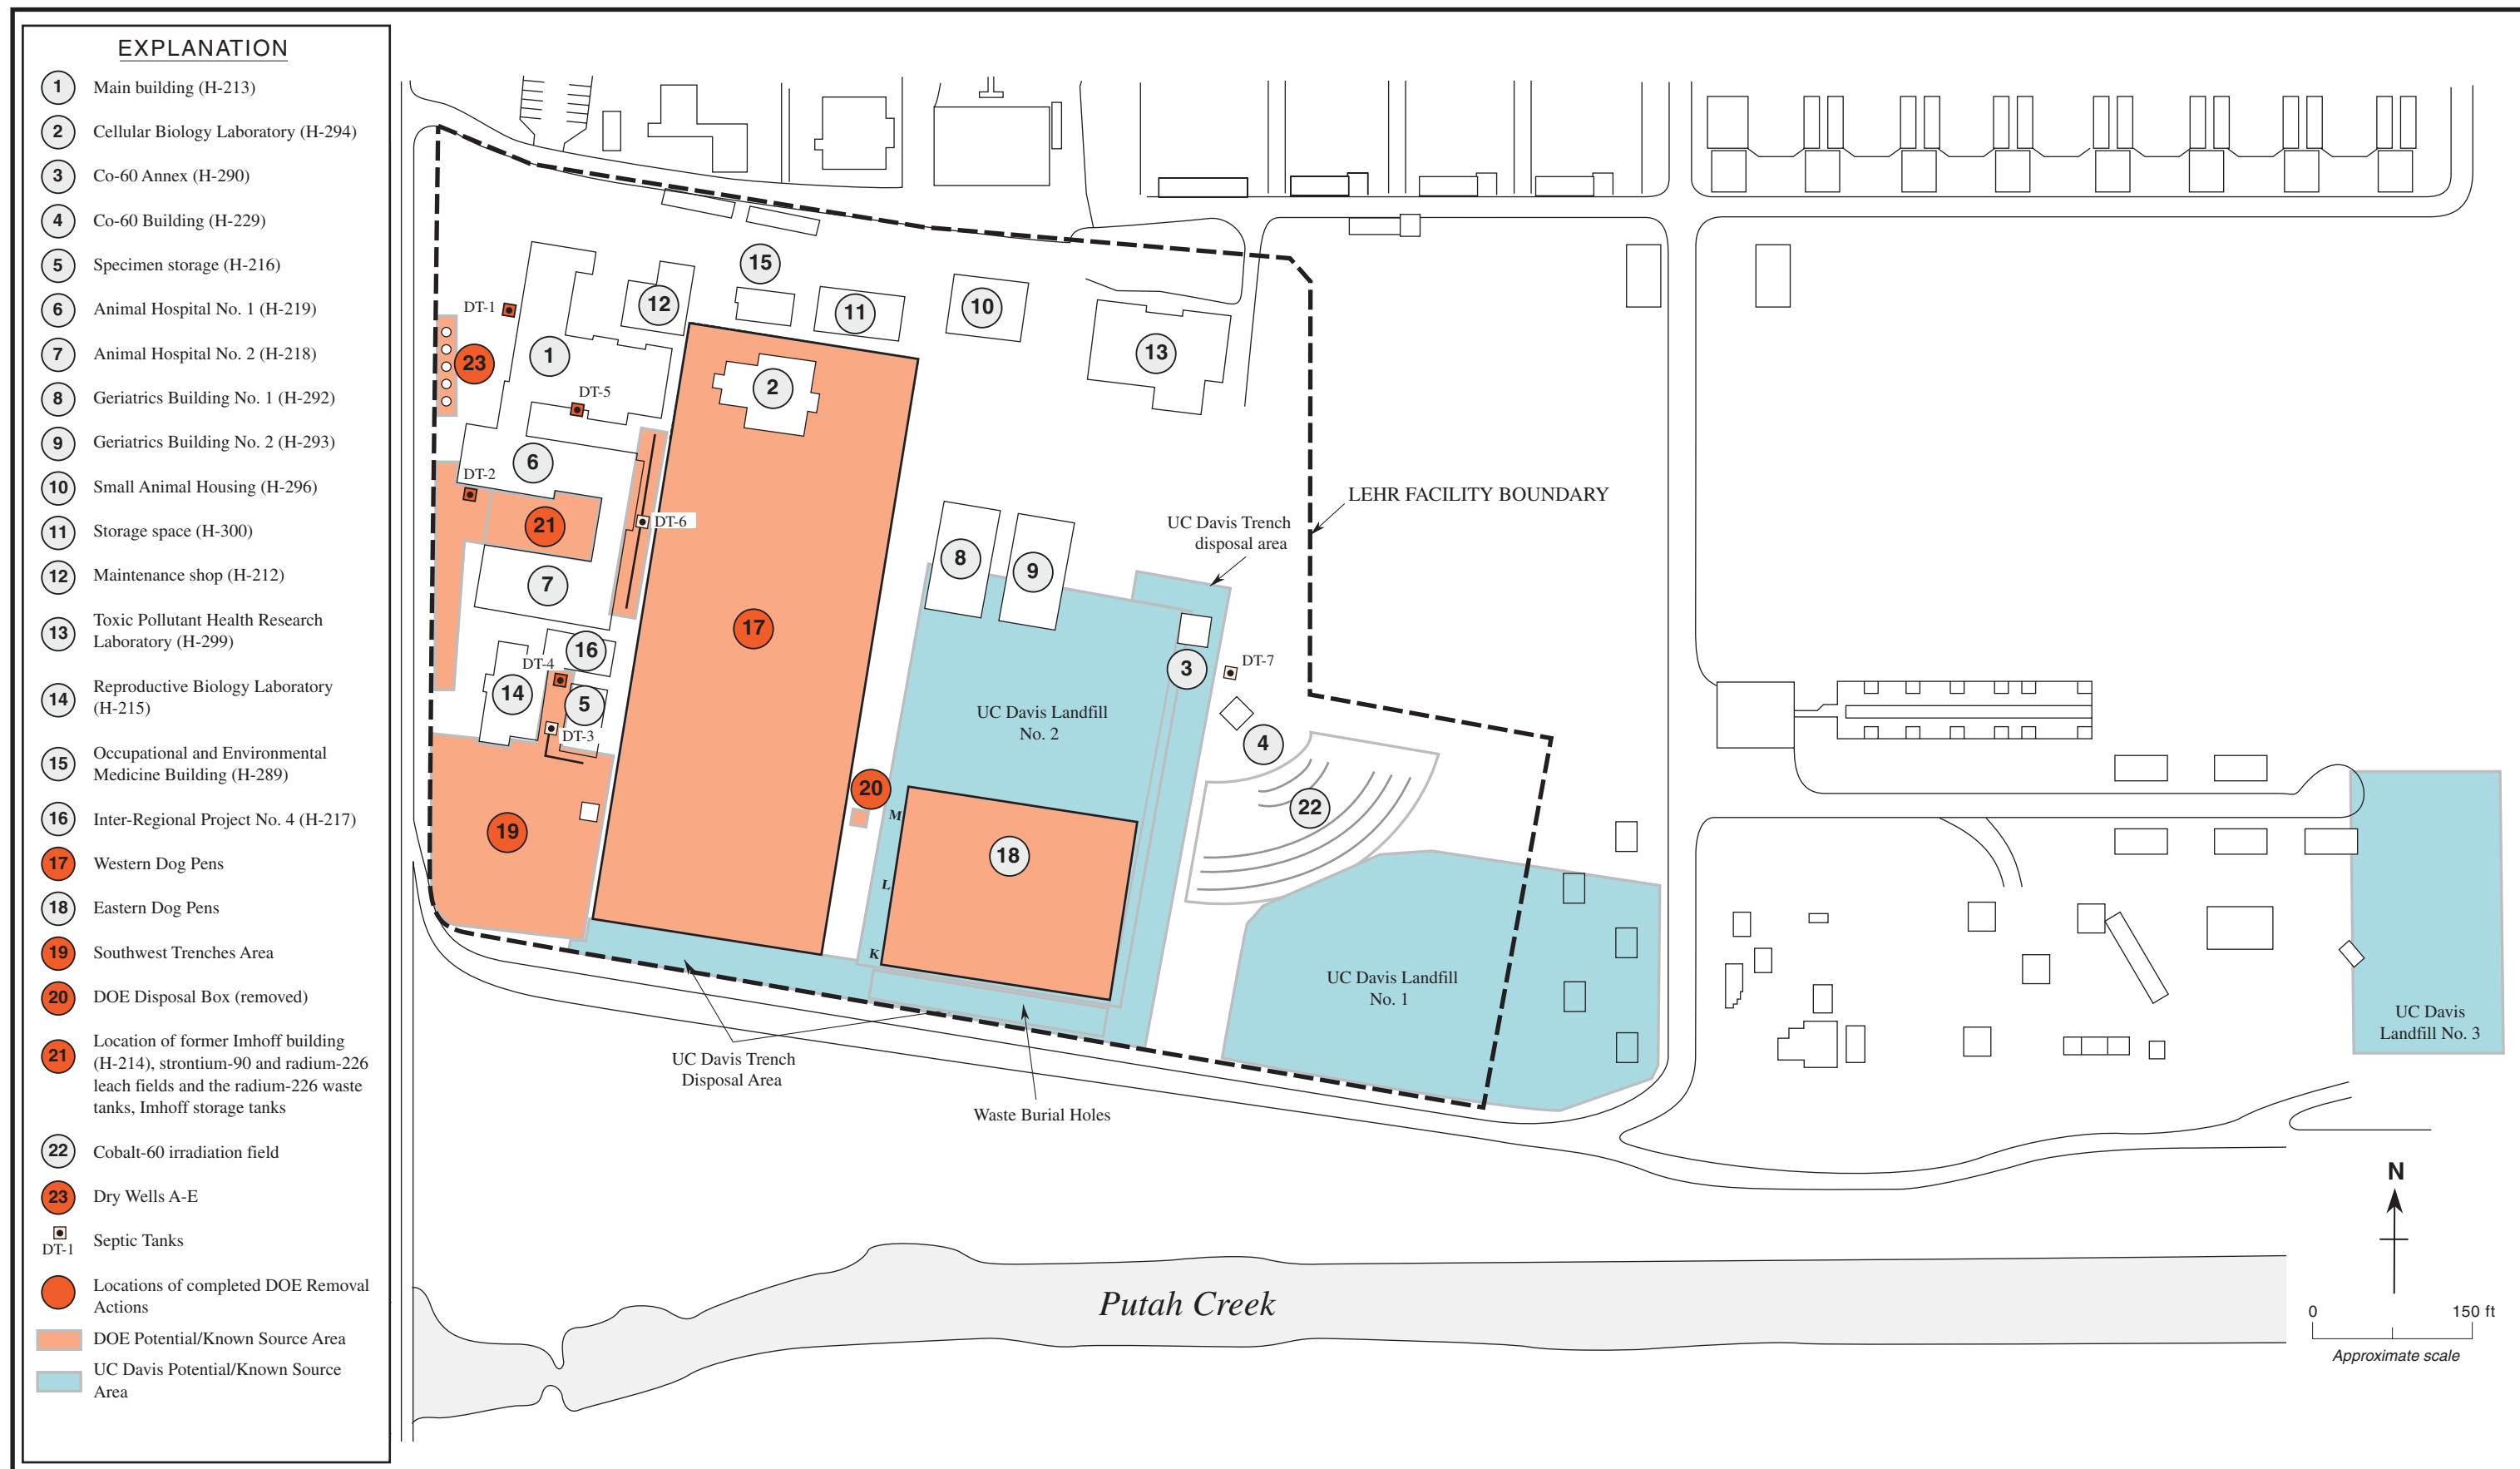 EXPLANATION
1 Main building (H-213)
2 Cellular Biology Laboratory (H-294)
3 Co-60 Annex (H-290)
4 Co-60 Building (H-229)
5 Specimen storage (H-216)
6 Animal Hospital No. 1 (H-219)
7 Animal Hospital No. 2 (H-218)
8 Geriatrics Building No. 1 (H-292)
9 Geriatrics Building No. 2 (H-293)
10 Small Animal Housing (H-296)
11 Storage space (H-300)
12 Maintenance shop (H-212)
13 Toxic Pollutant Health Research
Laboratory (H-299)
14 Reproductive Biology Laboratory
(H-215)
15 Occupational and Environmental
Medicine Building (H-289)
16 Inter-Regional Project No. 4 (H-217)
17 Western Dog Pens
18 Eastern Dog Pens
19 Southwest Trenches Area
20 DOE Disposal Box (removed)
21 Location of former Imhoff building
(H-214), strontium-90 and radium-226
leach fields and the radium-226 waste
tanks, Imhoff storage tanks
22 Cobalt-60 irradiation field
23 Dry Wells A-E
DT-1 Septic Tanks
Locations of completed DOE Removal
Actions
DOE Potential/Known Source Area
UC Davis Potential/Known Source
Area
15
12
11
10
DT-1
13
1
23
2
DT-5
6
DT-2
LEHR FACILITY BOUNDARY
21
DT-6
UC Davis Trench
disposal area
8
9
7
17
16
DT-4
3
DT-7
14
5
UC Davis Landfill
No. 2
DT-3
4
20
22
M
19
18
L
K
UC Davis Landfill
No. 1
UC Davis
Landfill No. 3
UC Davis Trench
Disposal Area
Waste Burial Holes
N
Putah Creek
0 150 ft
Approximate scale